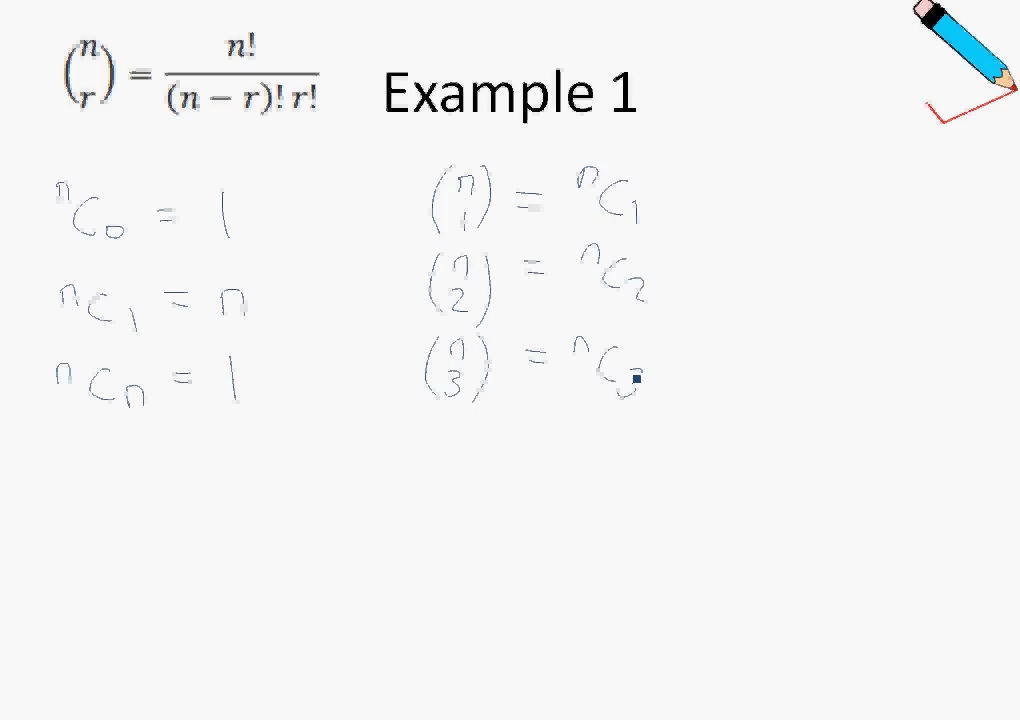 (n r) = n! / (n − r)! r!
Example 1
ⁿC₀ = 1
ⁿC₁ = n
ⁿCₙ = 1
(n 1) = ⁿC₁
(n 2) = ⁿC₂
(n 3) = ⁿC₃